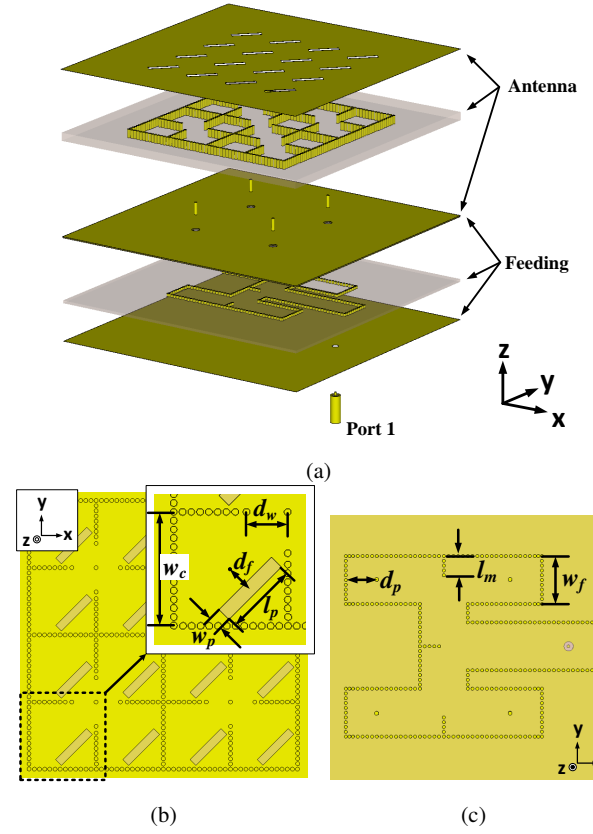 Antenna
Feeding
z
y
x
Port 1
(a)
y
x
z
d_w
w_c
d_f
l_p
w_p
l_m
w_f
d_p
y
z
(b)
(c)